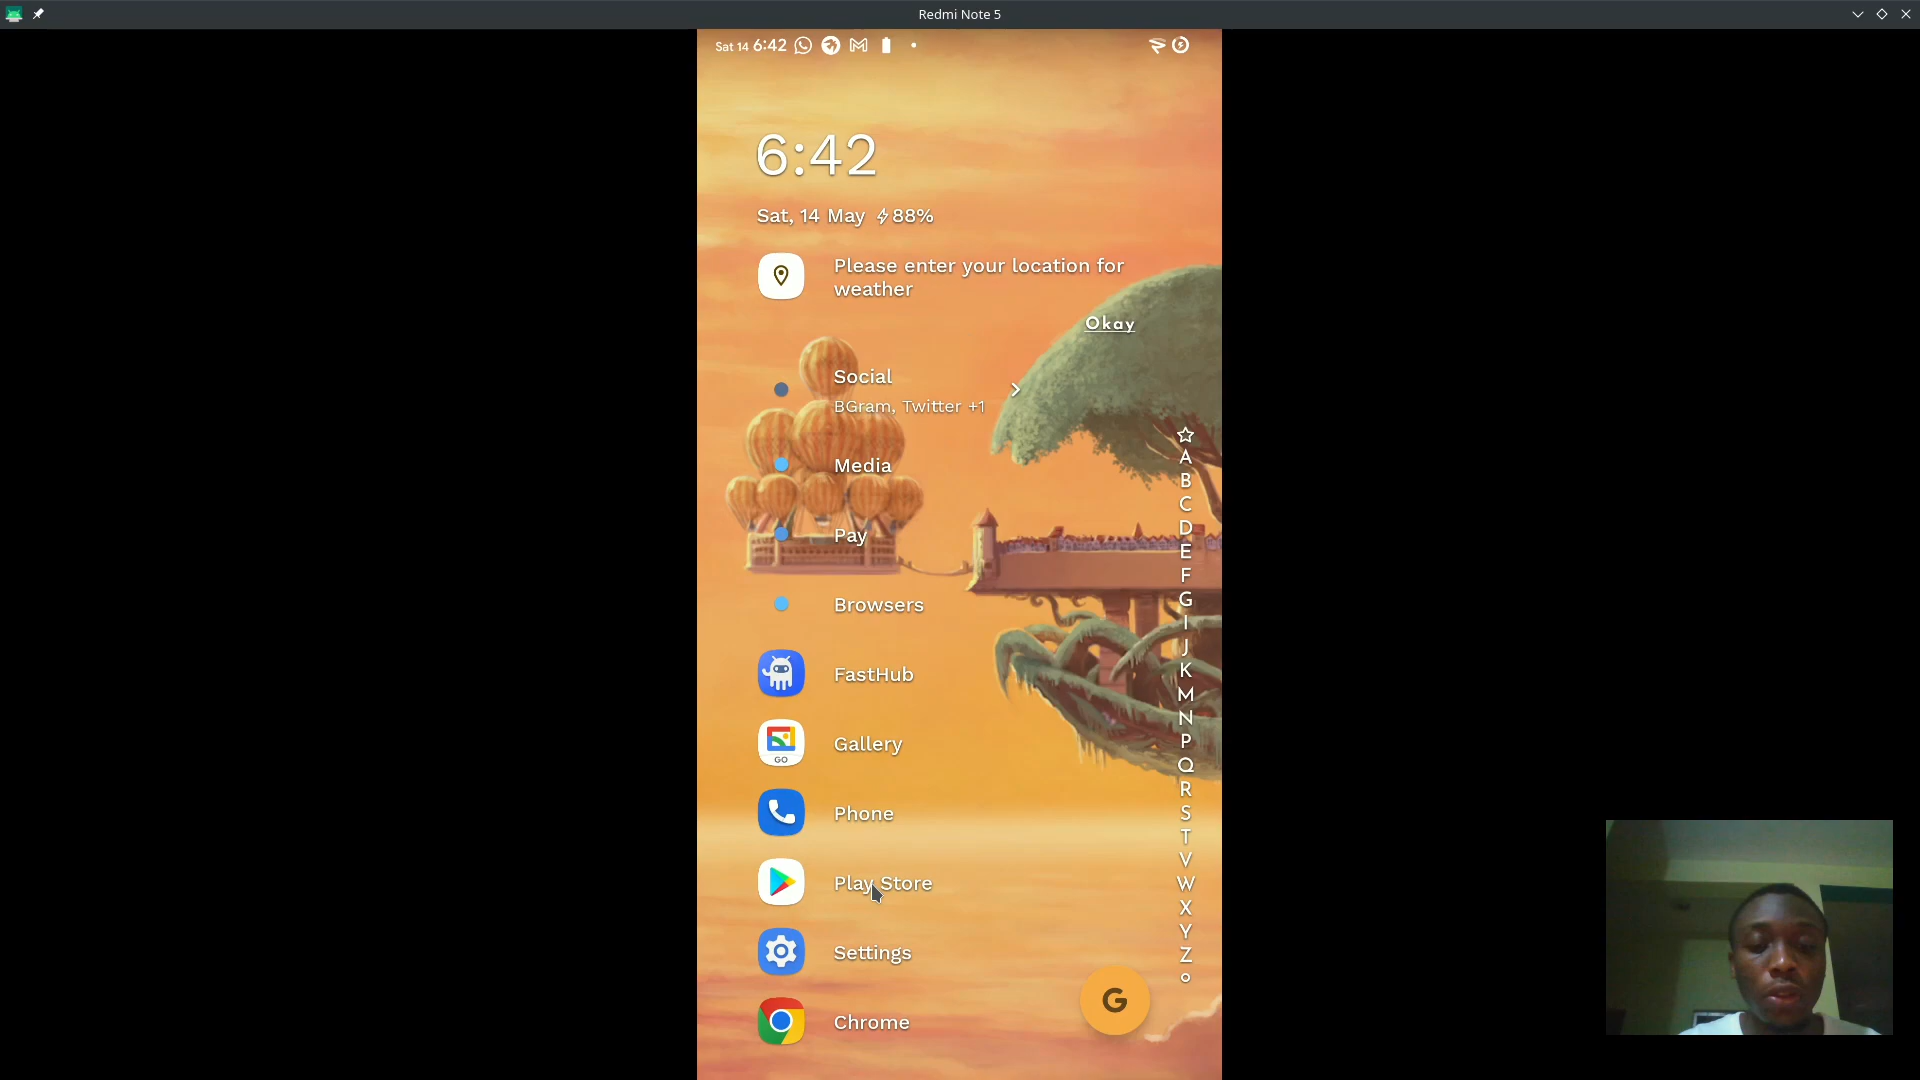 Redmi Note 5
Sat 14 6:42
6:42
Sat, 14 May 88%
Please enter your location for
weather
Okay
Social
BGram, Twitter +1
Media
Pay
Browsers
FastHub
Gallery
GO
Phone
Play Store
Settings
Chrome
G
A
B
C
D
E
F
G
I
J
K
M
N
P
Q
R
S
T
V
W
X
Y
Z